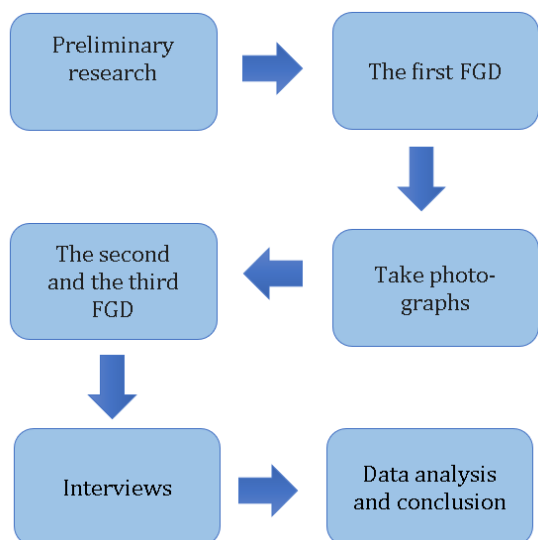 Preliminary
research
The first FGD
Take photo-
graphs
The second
and the third
FGD
Interviews
Data analysis
and conclusion